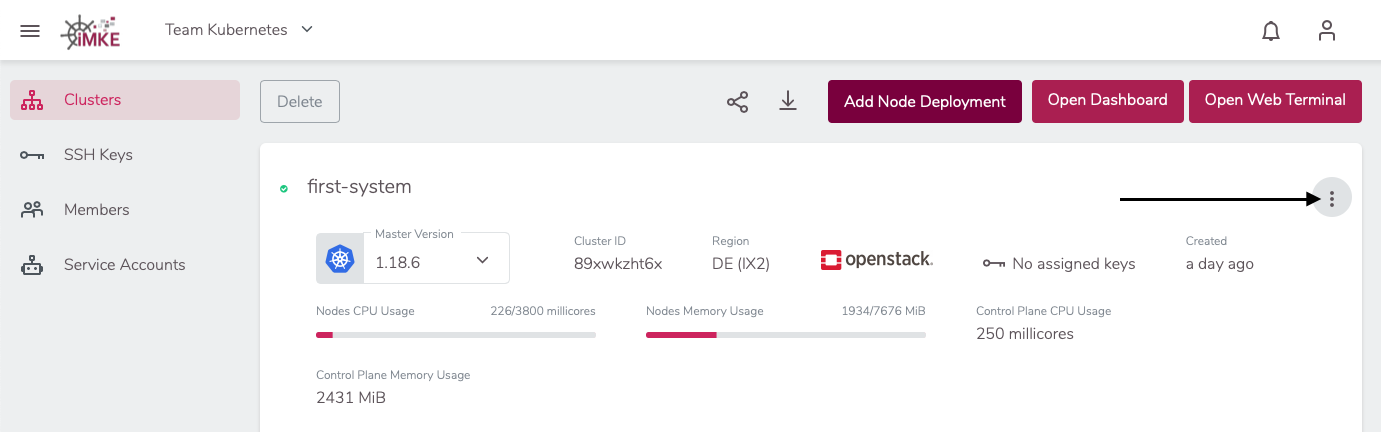 iMKE
Team Kubernetes
Clusters
SSH Keys
Members
Service Accounts
Delete
Add Node Deployment
Open Dashboard
Open Web Terminal
first-system
Master Version
1.18.6
Cluster ID
89xwkzht6x
Region
DE (IX2)
openstack.
No assigned keys
Created
a day ago
Nodes CPU Usage 226/3800 millicores
Nodes Memory Usage 1934/7676 MiB
Control Plane CPU Usage
250 millicores
Control Plane Memory Usage
2431 MiB